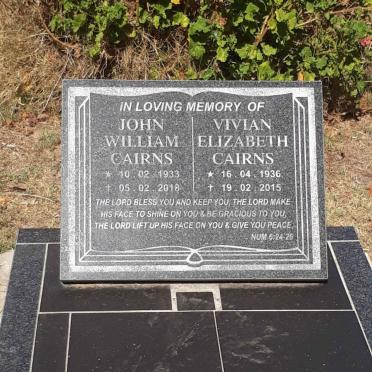 IN LOVING MEMORY OF
JOHN
WILLIAM
CAIRNS
★ 10.02.1933
† 05.02.2018
VIVIAN
ELIZABETH
CAIRNS
★ 16.04.1936
† 19.02.2015
THE LORD BLESS YOU AND KEEP YOU. THE LORD MAKE
HIS FACE TO SHINE ON YOU & BE GRACIOUS TO YOU,
THE LORD LIFT UP HIS FACE ON YOU & GIVE YOU PEACE.
NUM 6:24-26